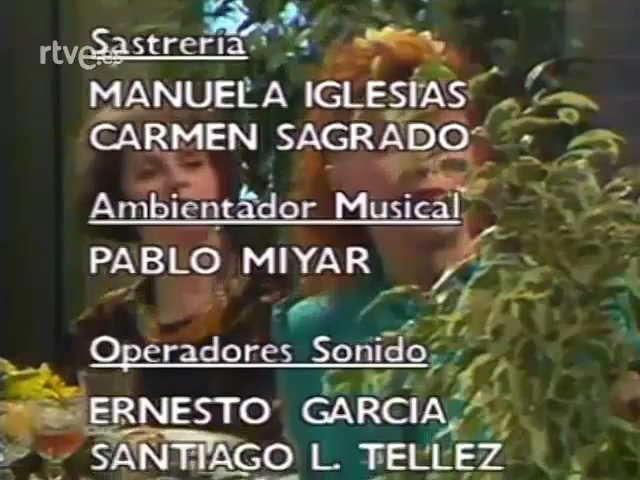 rtve.es
Sastrería
MANUELA IGLESIAS
CARMEN SAGRADO
Ambientador Musical
PABLO MIYAR
Operadores Sonido
ERNESTO GARCIA
SANTIAGO L. TELLEZ